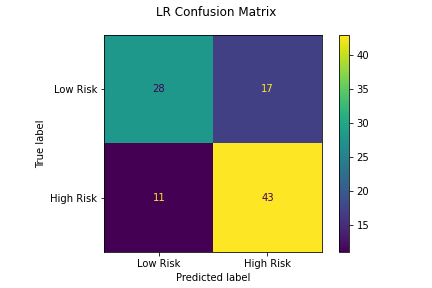 LR Confusion Matrix
True label
Low Risk
28
17
High Risk
11
43
Low Risk
High Risk
Predicted label
40
35
30
25
20
15